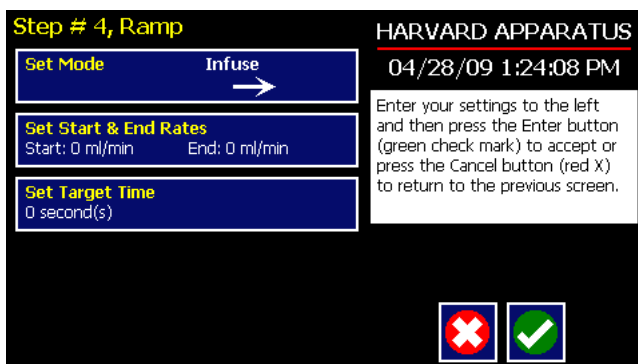 Step # 4, Ramp
Set Mode Infuse
Set Start & End Rates
Start: 0 ml/min End: 0 ml/min
Set Target Time
0 second(s)
HARVARD APPARATUS
04/28/09 1:24:08 PM
Enter your settings to the left
and then press the Enter button
(green check mark) to accept or
press the Cancel button (red X)
to return to the previous screen.